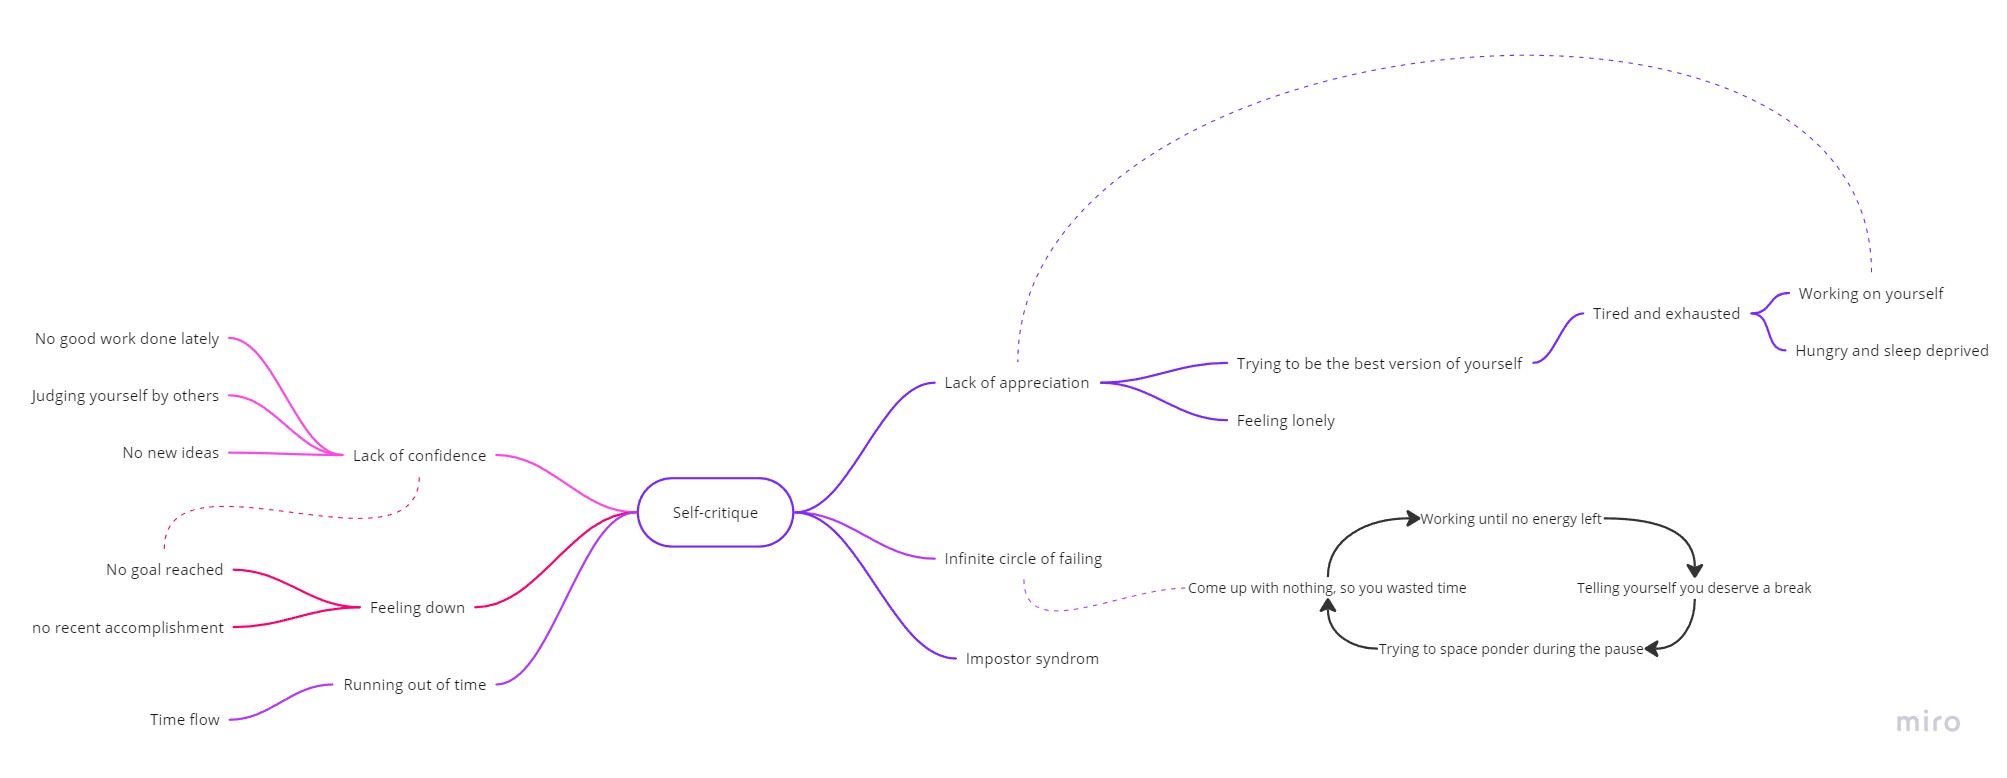 No good work done lately
Judging yourself by others
No new ideas
Lack of confidence
No goal reached
no recent accomplishment
Feeling down
Running out of time
Time flow
Self-critique
Lack of appreciation
Trying to be the best version of yourself
Feeling lonely
Tired and exhausted
Working on yourself
Hungry and sleep deprived
Infinite circle of failing
Come up with nothing, so you wasted time
Working until no energy left
Telling yourself you deserve a break
Trying to space ponder during the pause
Impostor syndrom
miro